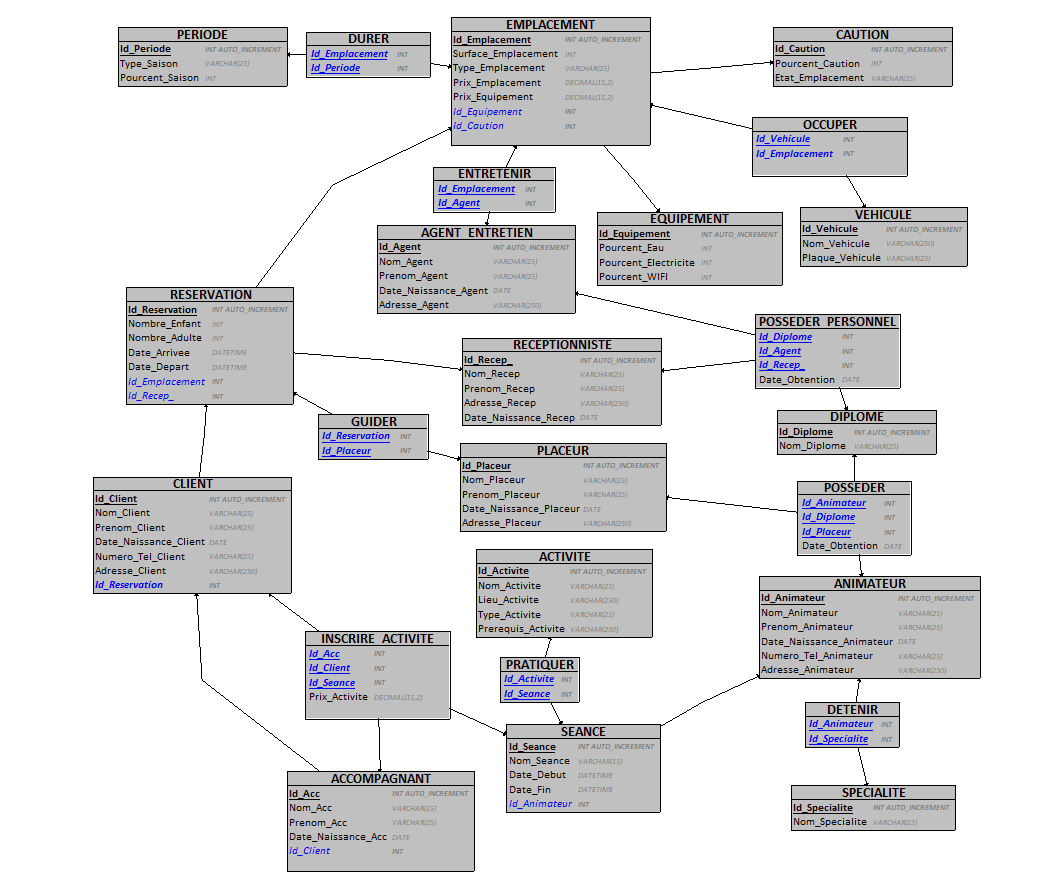 PERIODE
Id_Periode INT AUTO_INCREMENT
Type_Saison VARCHAR(25)
Pourcent_Saison INT
DURER
Id_Emplacement INT
Id_Periode INT
EMPLACEMENT
Id_Emplacement INT AUTO_INCREMENT
Surface_Emplacement INT
Type_Emplacement VARCHAR(25)
Prix_Emplacement DECIMAL(15,2)
Prix_Equipement DECIMAL(15,2)
Id_Equipement INT
Id_Caution INT
CAUTION
Id_Caution INT AUTO_INCREMENT
Pourcent_Caution INT
Etat_Emplacement VARCHAR(25)
OCCUPER
Id_Vehicule INT
Id_Emplacement INT
ENTRETENIR
Id_Emplacement INT
Id_Agent INT
AGENT_ENTRETIEN
Id_Agent INT AUTO_INCREMENT
Nom_Agent VARCHAR(25)
Prenom_Agent VARCHAR(25)
Date_Naissance_Agent DATE
Adresse_Agent VARCHAR(250)
EQUIPEMENT
Id_Equipement INT AUTO_INCREMENT
Pourcent_Eau INT
Pourcent_Electricite INT
Pourcent_WIFI INT
VEHICULE
Id_Vehicule INT AUTO_INCREMENT
Nom_Vehicule VARCHAR(250)
Plaque_Vehicule VARCHAR(25)
RESERVATION
Id_Reservation INT AUTO_INCREMENT
Nombre_Enfant INT
Nombre_Adulte INT
Date_Arrivee DATETIME
Date_Depart DATETIME
Id_Emplacement INT
Id_Recep_ INT
RECEPTIONNISTE
Id_Recep_ INT AUTO_INCREMENT
Nom_Recep VARCHAR(25)
Prenom_Recep VARCHAR(25)
Adresse_Recep VARCHAR(250)
Date_Naissance_Recep DATE
POSSEDER_PERSONNEL
Id_Diplome INT
Id_Agent INT
Id_Recep_ INT
Date_Obtention DATE
GUIDER
Id_Reservation INT
Id_Placeur INT
DIPLOME
Id_Diplome INT AUTO_INCREMENT
Nom_Diplome VARCHAR(25)
PLACEUR
Id_Placeur INT AUTO_INCREMENT
Nom_Placeur VARCHAR(25)
Prenom_Placeur VARCHAR(25)
Date_Naissance_Placeur DATE
Adresse_Placeur VARCHAR(250)
CLIENT
Id_Client INT AUTO_INCREMENT
Nom_Client VARCHAR(25)
Prenom_Client VARCHAR(25)
Date_Naissance_Client DATE
Numero_Tel_Client VARCHAR(25)
Adresse_Client VARCHAR(250)
Id_Reservation INT
POSSEDER
Id_Animateur INT
Id_Diplome INT
Id_Placeur INT
Date_Obtention DATE
ACTIVITE
Id_Activite INT AUTO_INCREMENT
Nom_Activite VARCHAR(25)
Lieu_Activite VARCHAR(250)
Type_Activite VARCHAR(25)
Prerequis_Activite VARCHAR(250)
ANIMATEUR
Id_Animateur INT AUTO_INCREMENT
Nom_Animateur VARCHAR(25)
Prenom_Animateur VARCHAR(25)
Date_Naissance_Animateur DATE
Numero_Tel_Animateur VARCHAR(25)
Adresse_Animateur VARCHAR(250)
INSCRIRE_ACTIVITE
Id_Acc INT
Id_Client INT
Id_Seance INT
Prix_Activite DECIMAL(15,2)
PRATIQUER
Id_Activite INT
Id_Seance INT
DETENIR
Id_Animateur INT
Id_Specialite INT
SEANCE
Id_Seance INT AUTO_INCREMENT
Nom_Seance VARCHAR(15)
Date_Debut DATETIME
Date_Fin DATETIME
Id_Animateur INT
ACCOMPAGNANT
Id_Acc INT AUTO_INCREMENT
Nom_Acc VARCHAR(25)
Prenom_Acc VARCHAR(25)
Date_Naissance_Acc DATE
Id_Client INT
SPECIALITE
Id_Specialite INT AUTO_INCREMENT
Nom_Specialite VARCHAR(25)